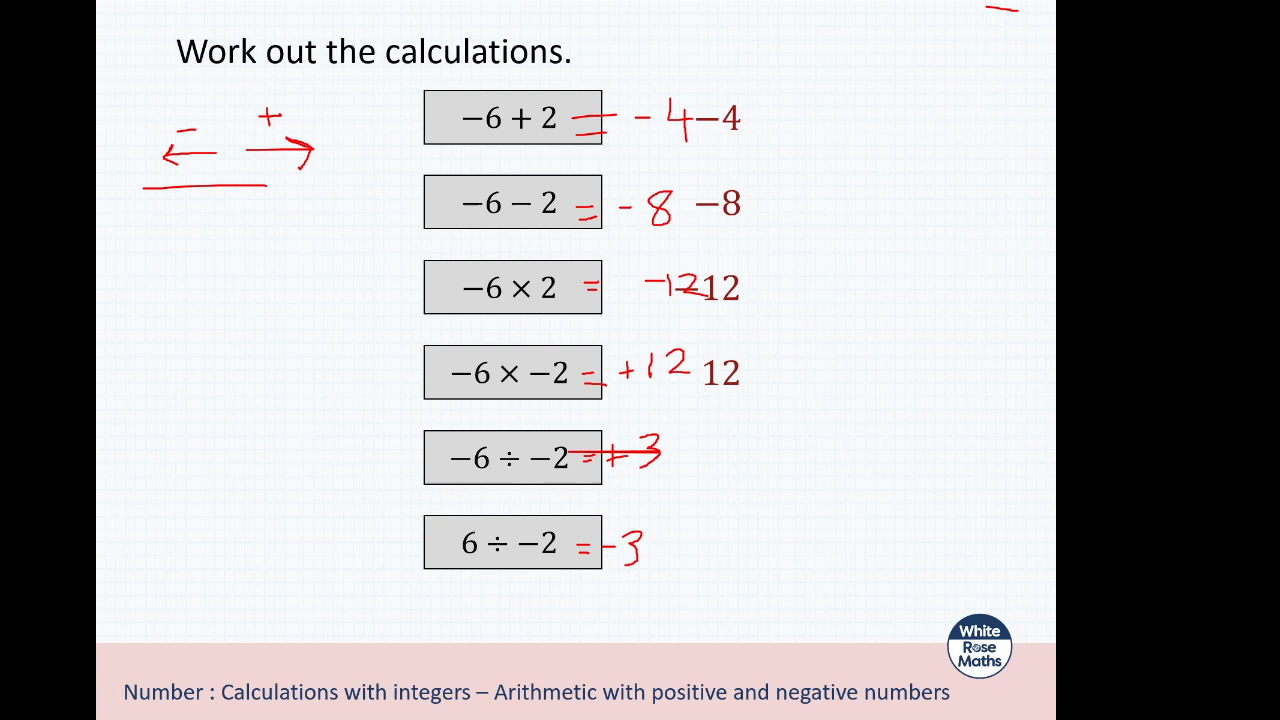 Work out the calculations.
− +
−6 + 2 = - 4 −4
−6 − 2 = - 8 −8
−6 × 2 = -12 −12
−6 × −2 = +12 12
−6 ÷ −2 = +3
6 ÷ −2 = -3
White
Rose
Maths
Number : Calculations with integers – Arithmetic with positive and negative numbers